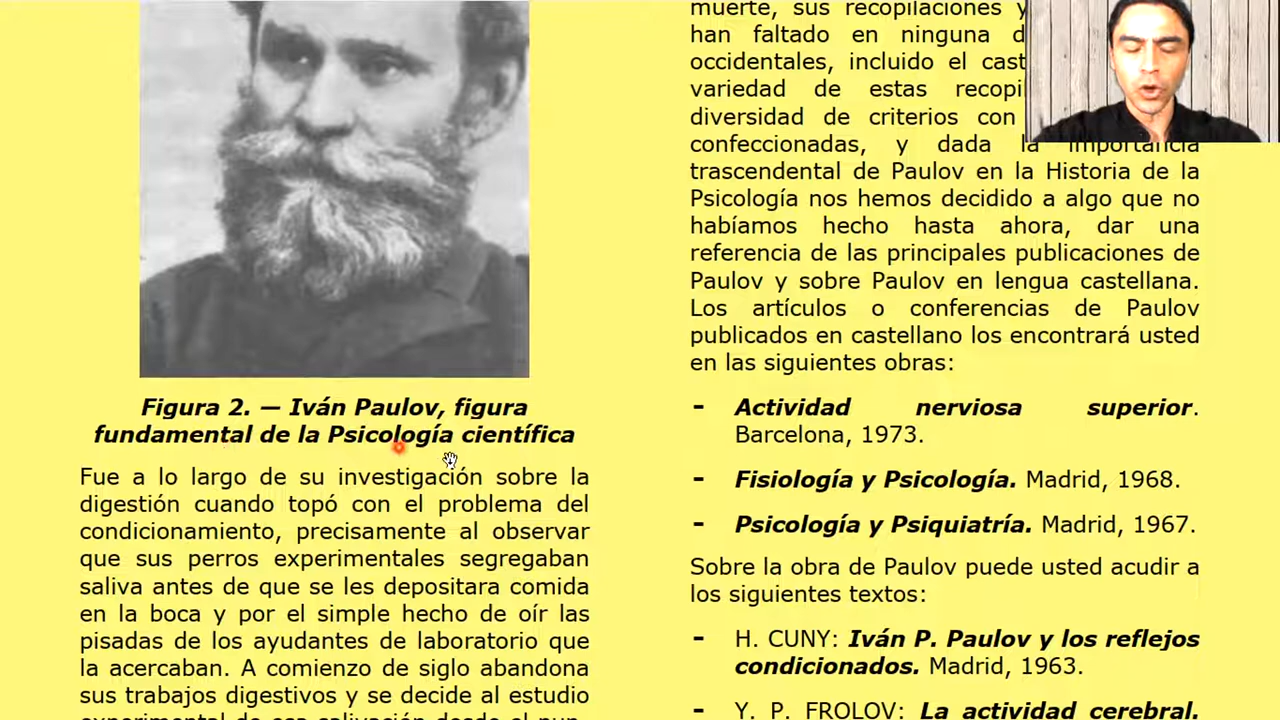 Figura 2. — Iván Paulov, figura
fundamental de la Psicología científica
Fue a lo largo de su investigación sobre la
digestión cuando topó con el problema del
condicionamiento, precisamente al observar
que sus perros experimentales segregaban
saliva antes de que se les depositara comida
en la boca y por el simple hecho de oír las
pisadas de los ayudantes de laboratorio que
la acercaban. A comienzo de siglo abandona
sus trabajos digestivos y se decide al estudio
experimental de esa salivación desde el pun-
muerte, sus recopilaciones y
han faltado en ninguna
occidentales, incluido el
variedad de estas
diversidad de criterios con
confeccionadas, y dada la importancia
trascendental de Paulov en la Historia de la
Psicología nos hemos decidido a algo que no
habíamos hecho hasta ahora, dar una
referencia de las principales publicaciones de
Paulov y sobre Paulov en lengua castellana.
Los artículos o conferencias de Paulov
publicados en castellano los encontrará usted
en las siguientes obras:
- Actividad nerviosa superior.
Barcelona, 1973.
- Fisiología y Psicología. Madrid, 1968.
- Psicología y Psiquiatría. Madrid, 1967.
Sobre la obra de Paulov puede usted acudir a
los siguientes textos:
- H. CUNY: Iván P. Paulov y los reflejos
condicionados. Madrid, 1963.
- Y. P. FROLOV: La actividad cerebral.